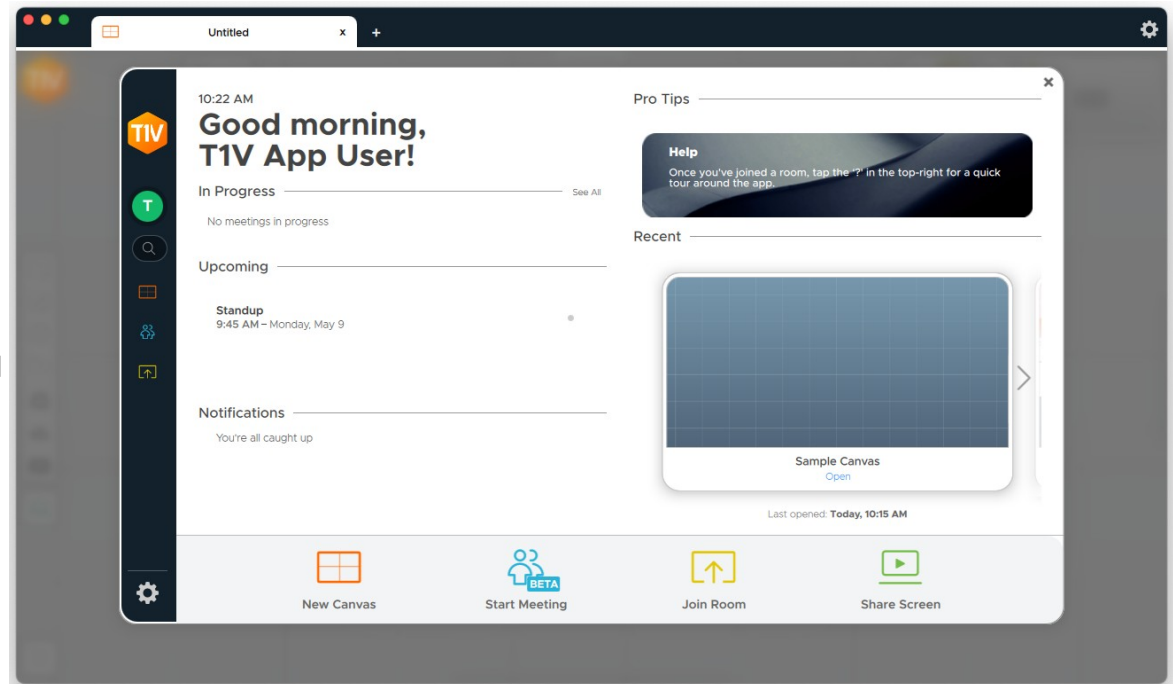 Untitled x +
T1V
T
10:22 AM
Good morning,
T1V App User!
In Progress See All
No meetings in progress
Upcoming
Standup
9:45 AM – Monday, May 9
Notifications
You're all caught up
x
Pro Tips
Help
Once you've joined a room, tap the '?' in the top-right for a quick
tour around the app.
Recent
Sample Canvas
Open
Last opened: Today, 10:15 AM
New Canvas
BETA
Start Meeting
Join Room
Share Screen